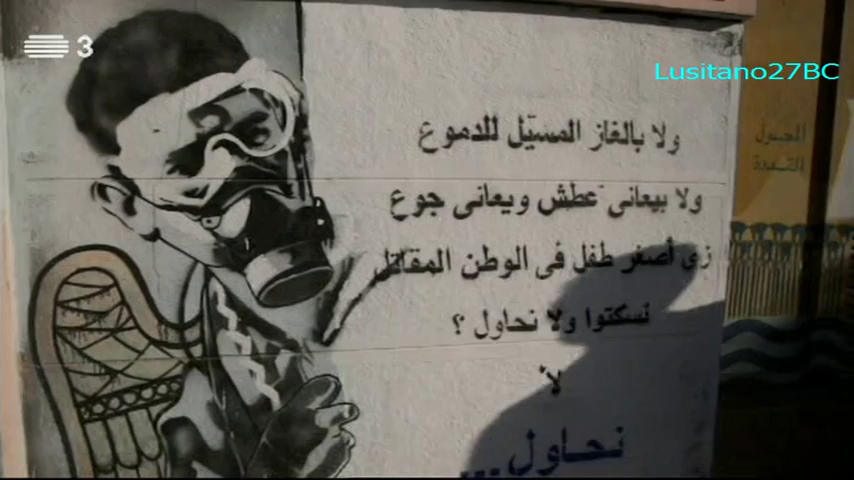 3
Lusitano27BC
ولا بالغاز المسيّل للدموع
ولا بيعانى عطش ويعانى جوع
زى أصغر طفل فى الوطن المقاتل
نسكتوا ولا نحاول ؟
لأ
نحاول...